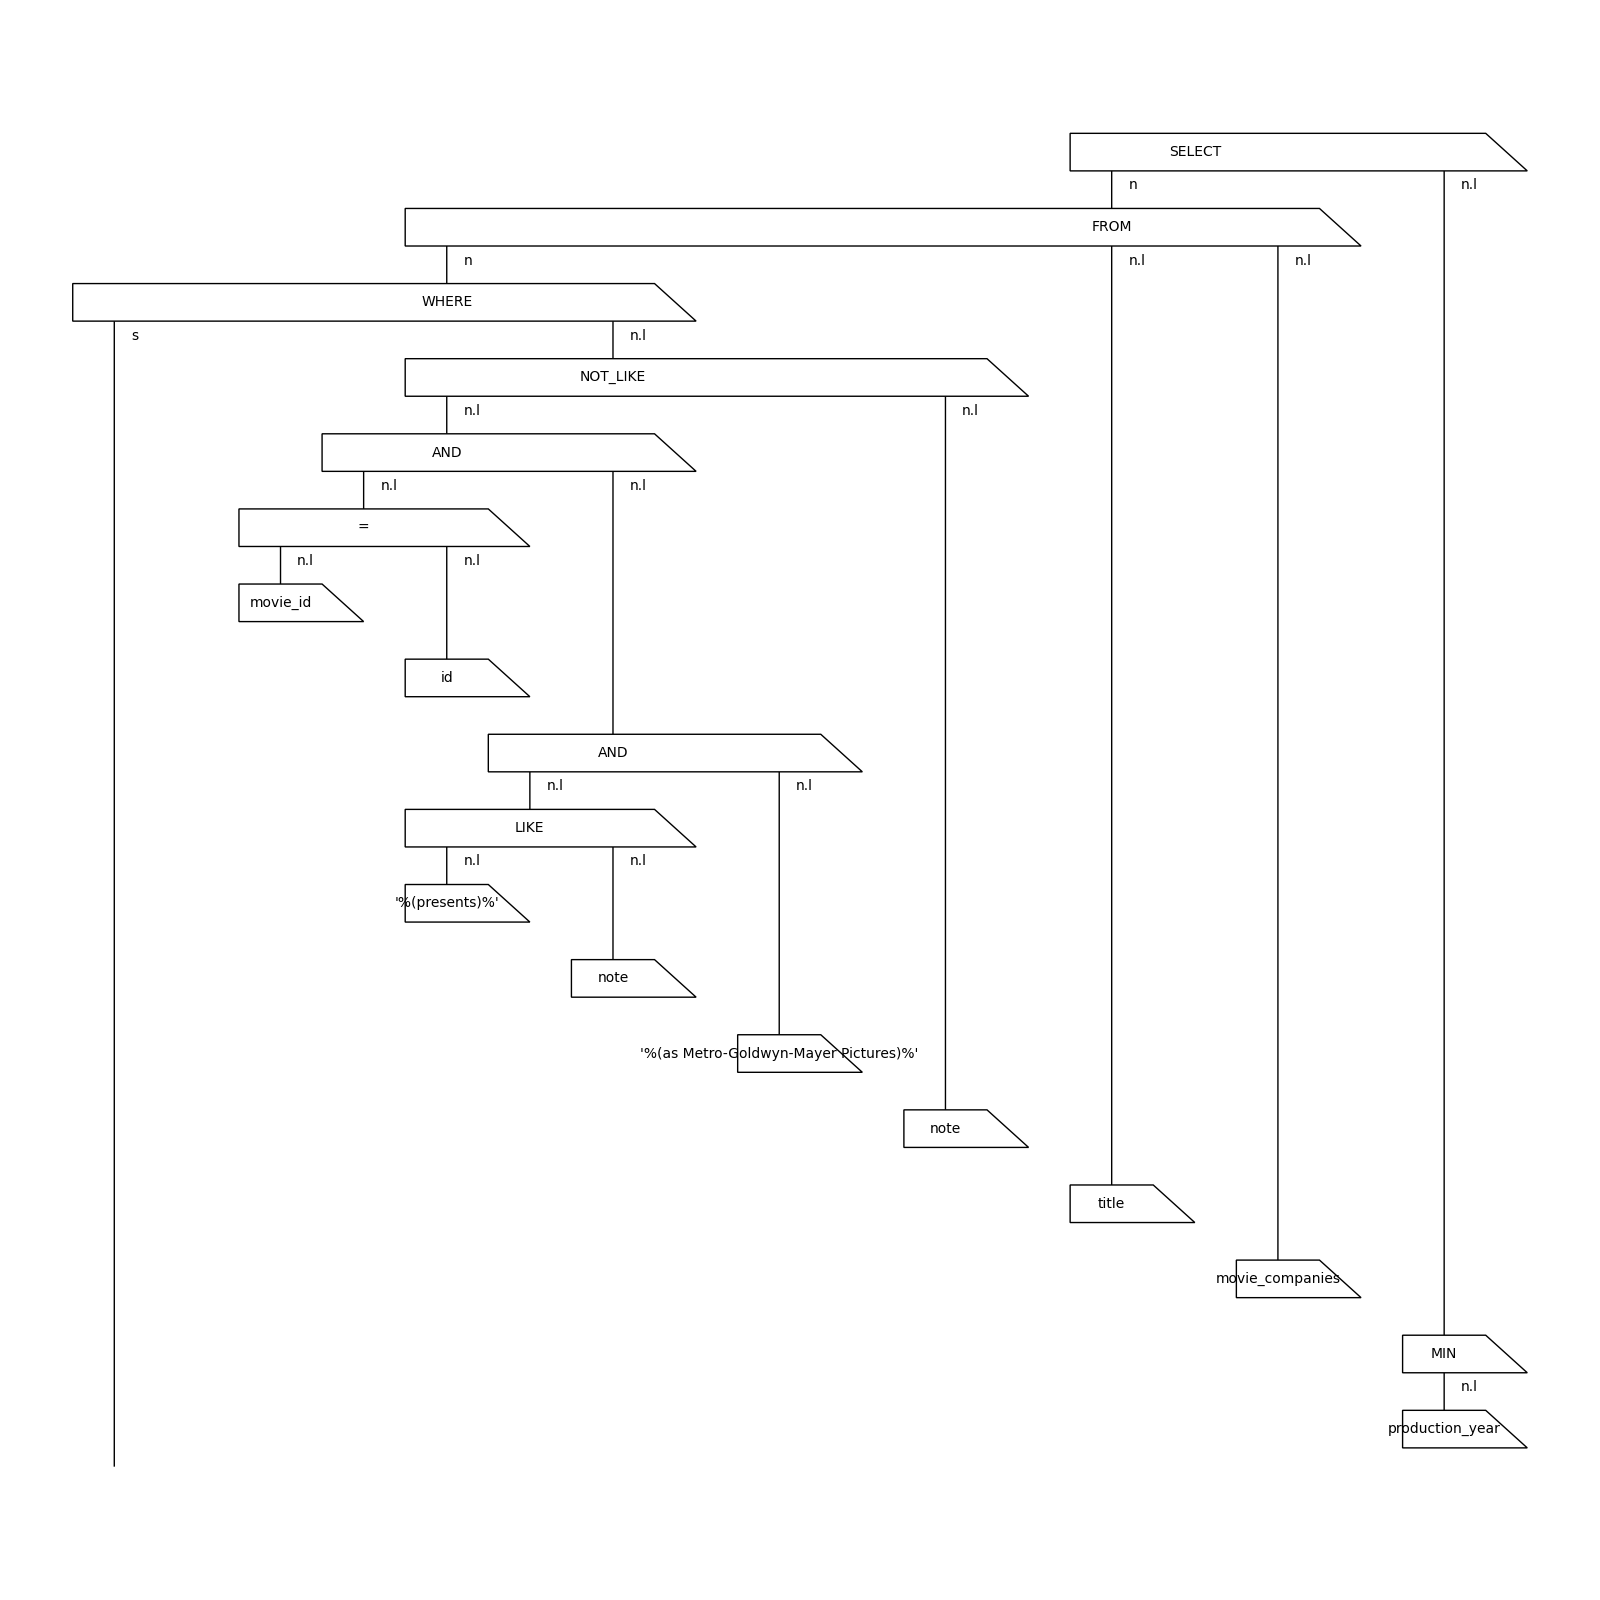 SELECT
n n.l
FROM
n n.l n.l
WHERE
s n.l
NOT_LIKE
n.l n.l
AND
n.l n.l
=
n.l n.l
movie_id
id
AND
n.l n.l
LIKE
n.l n.l
'%(presents)%'
note
'%(as Metro-Goldwyn-Mayer Pictures)%'
note
title
movie_companies
MIN
n.l
production_year